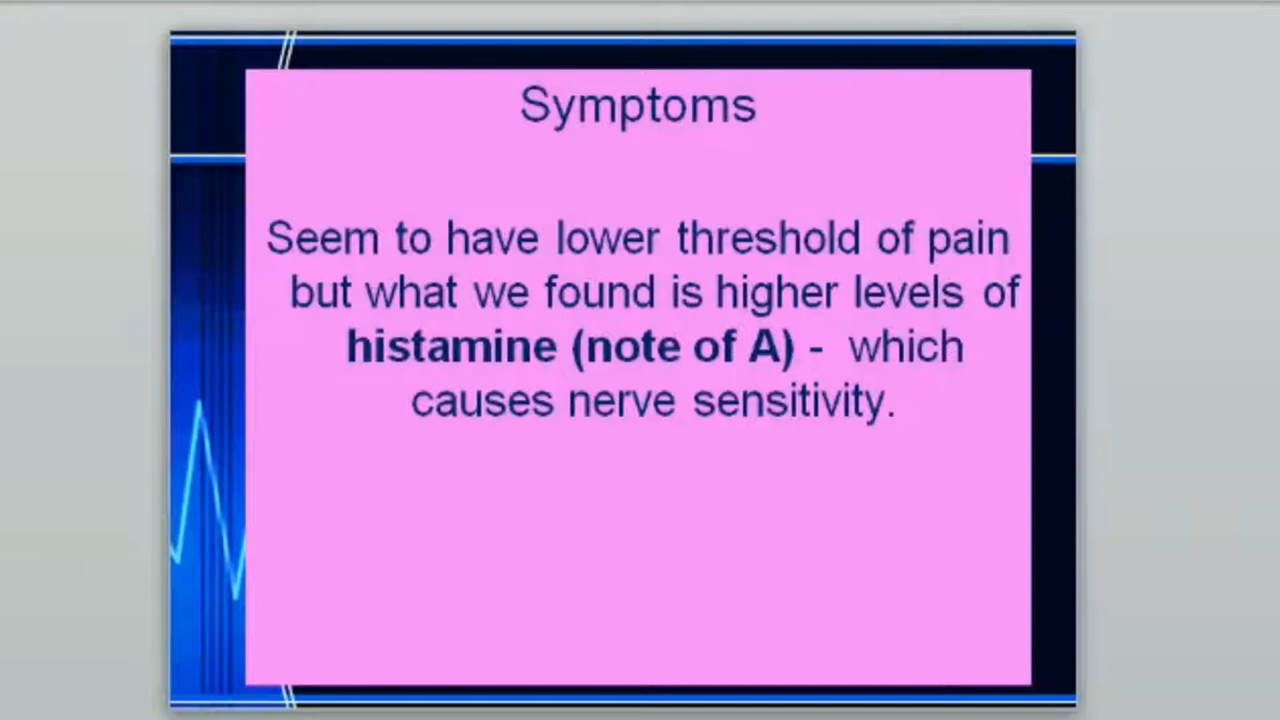 Symptoms
Seem to have lower threshold of pain
but what we found is higher levels of
histamine (note of A) - which
causes nerve sensitivity.